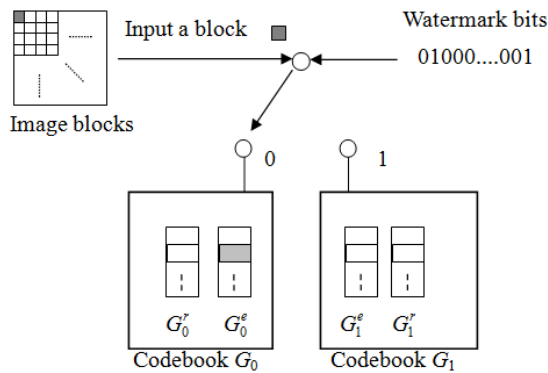 Input a block
Watermark bits
01000....001
Image blocks
0
1
G_0^r
G_0^e
G_1^e
G_1^r
Codebook G_0
Codebook G_1